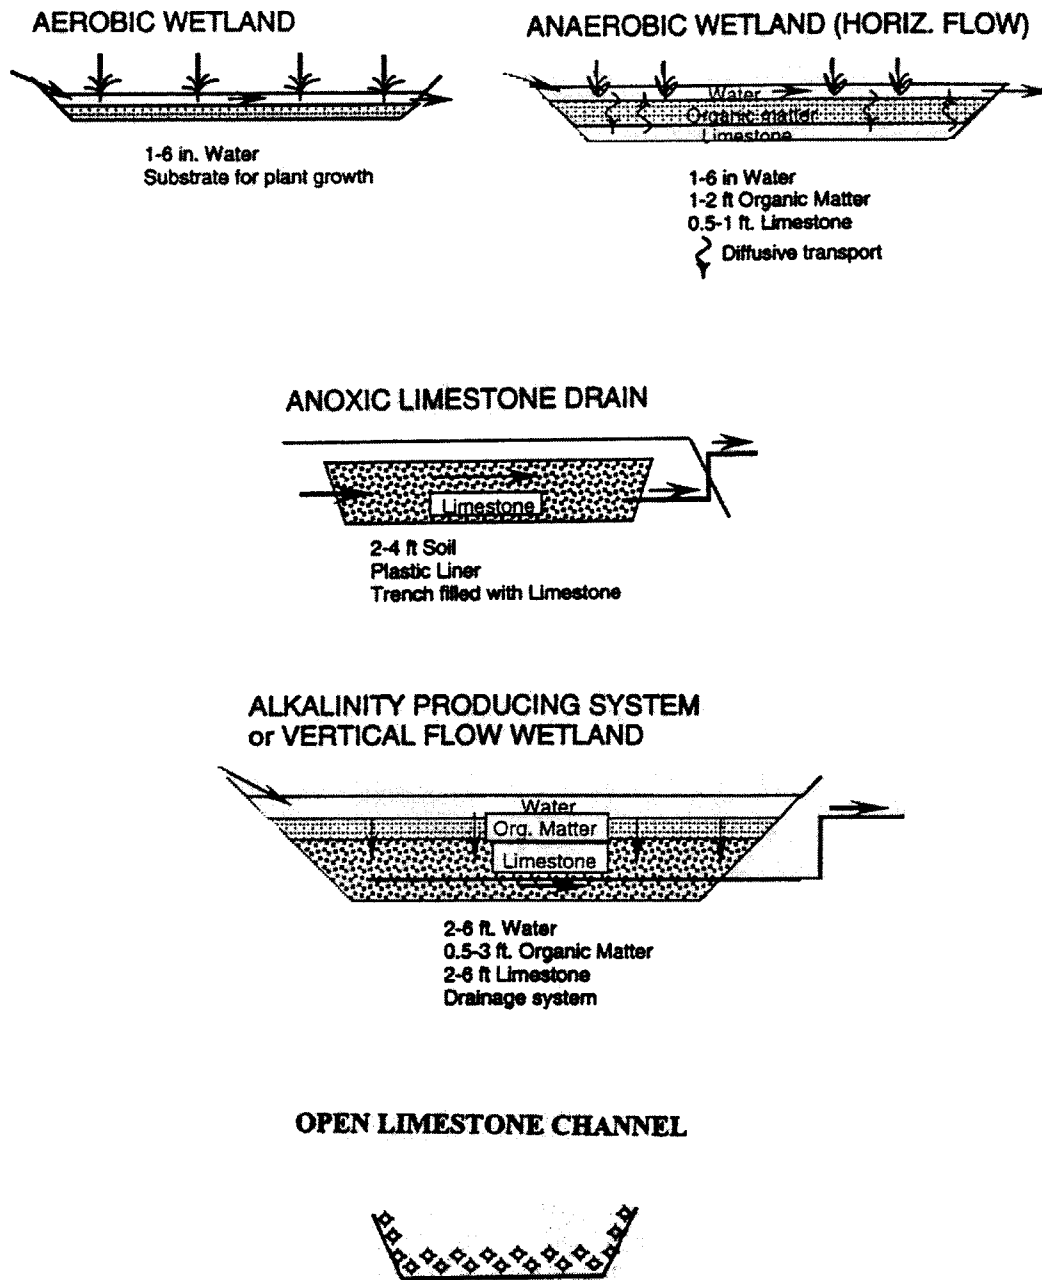 AEROBIC WETLAND
1-6 in. Water
Substrate for plant growth
ANAEROBIC WETLAND (HORIZ. FLOW)
Water
Organic matter
Limestone
1-6 in Water
1-2 ft Organic Matter
0.5-1 ft. Limestone
Diffusive transport
ANOXIC LIMESTONE DRAIN
Limestone
2-4 ft Soil
Plastic Liner
Trench filled with Limestone
ALKALINITY PRODUCING SYSTEM
or VERTICAL FLOW WETLAND
Water
Org. Matter
Limestone
2-6 ft. Water
0.5-3 ft. Organic Matter
2-6 ft Limestone
Drainage system
OPEN LIMESTONE CHANNEL